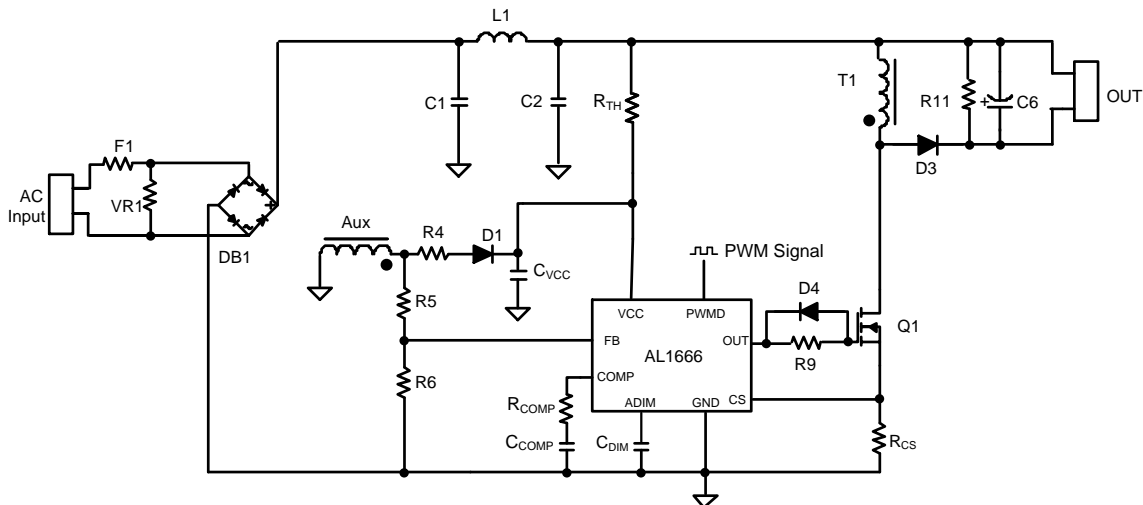 L1
T1
C1
C2
RTH
R11
+
C6
OUT
F1
D3
AC
Input
VR1
+
DB1
Aux
R4
D1
CVCC
PWM Signal
D4
R5
VCC
PWMD
Q1
FB
AL1666
OUT
R9
R6
COMP
RCOMP
ADIM
GND
CS
CCOMP
CDIM
RCS